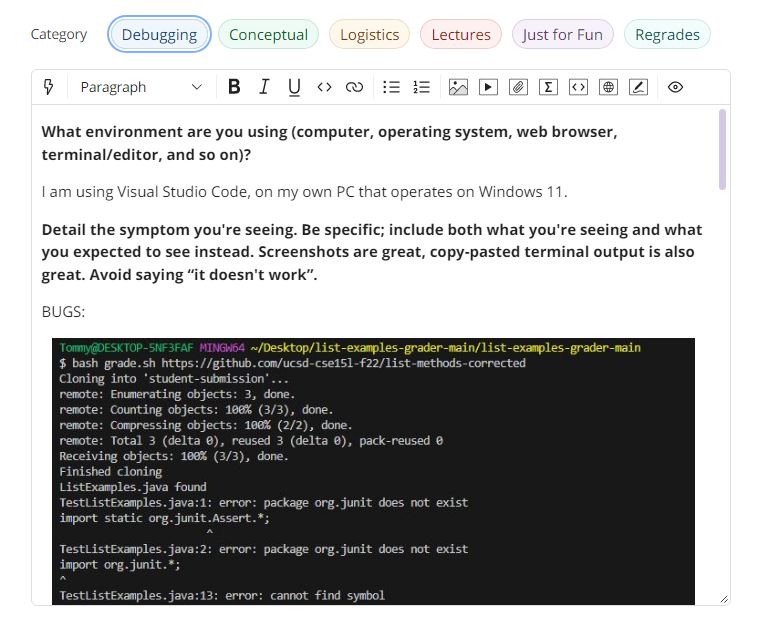 Category Debugging Conceptual Logistics Lectures Just for Fun Regrades
Paragraph B I U
What environment are you using (computer, operating system, web browser,
terminal/editor, and so on)?
I am using Visual Studio Code, on my own PC that operates on Windows 11.
Detail the symptom you're seeing. Be specific; include both what you're seeing and what
you expected to see instead. Screenshots are great, copy-pasted terminal output is also
great. Avoid saying “it doesn't work”.
BUGS:
Tommy@DESKTOP-5NF3FAF MINGW64 ~/Desktop/list-examples-grader-main/list-examples-grader-main
$ bash grade.sh https://github.com/ucsd-cse15l-f22/list-methods-corrected
Cloning into 'student-submission'...
remote: Enumerating objects: 3, done.
remote: Counting objects: 100% (3/3), done.
remote: Compressing objects: 100% (2/2), done.
remote: Total 3 (delta 0), reused 3 (delta 0), pack-reused 0
Receiving objects: 100% (3/3), done.
Finished cloning
ListExamples.java found
TestListExamples.java:1: error: package org.junit does not exist
import static org.junit.Assert.*;
^
TestListExamples.java:2: error: package org.junit does not exist
import org.junit.*;
^
TestListExamples.java:13: error: cannot find symbol